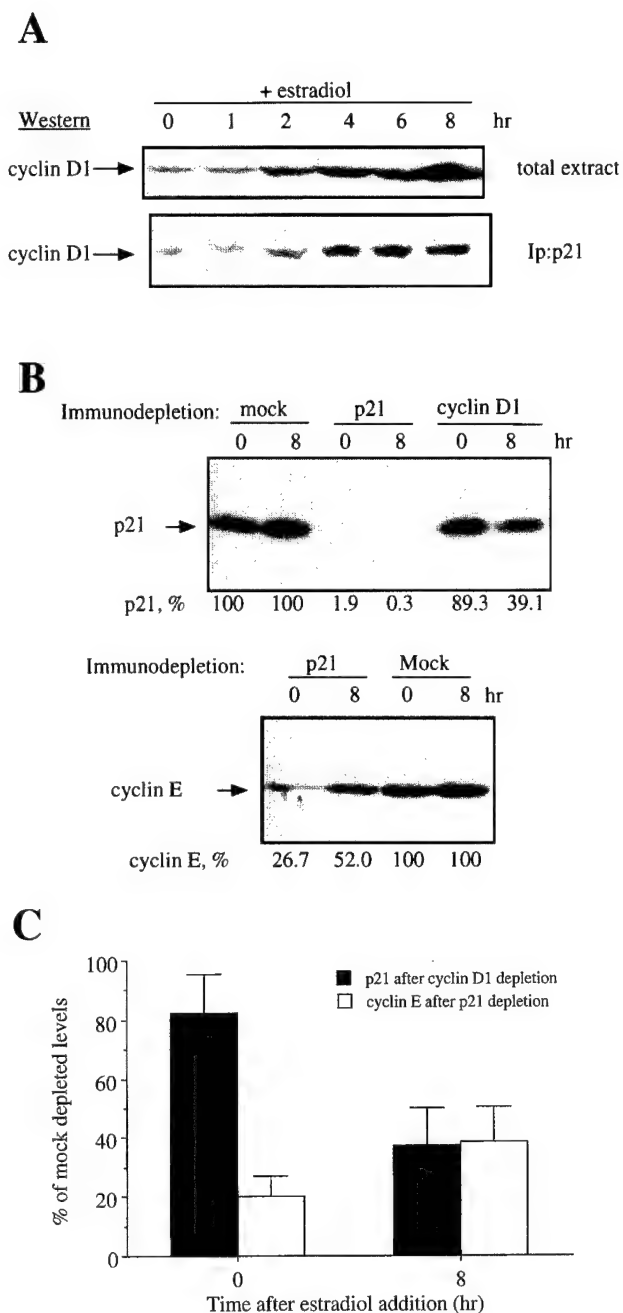 A
+ estradiol
Western 0 1 2 4 6 8 hr
cyclin D1 total extract
cyclin D1 Ip:p21
B
Immunodepletion: mock p21 cyclin D1
0 8 0 8 0 8 hr
p21
p21, % 100 100 1.9 0.3 89.3 39.1
Immunodepletion: p21 Mock
0 8 0 8 hr
cyclin E
cyclin E, % 26.7 52.0 100 100
C
% of mock depleted levels
100
80
60
40
20
0
p21 after cyclin D1 depletion
cyclin E after p21 depletion
0 8
Time after estradiol addition (hr)